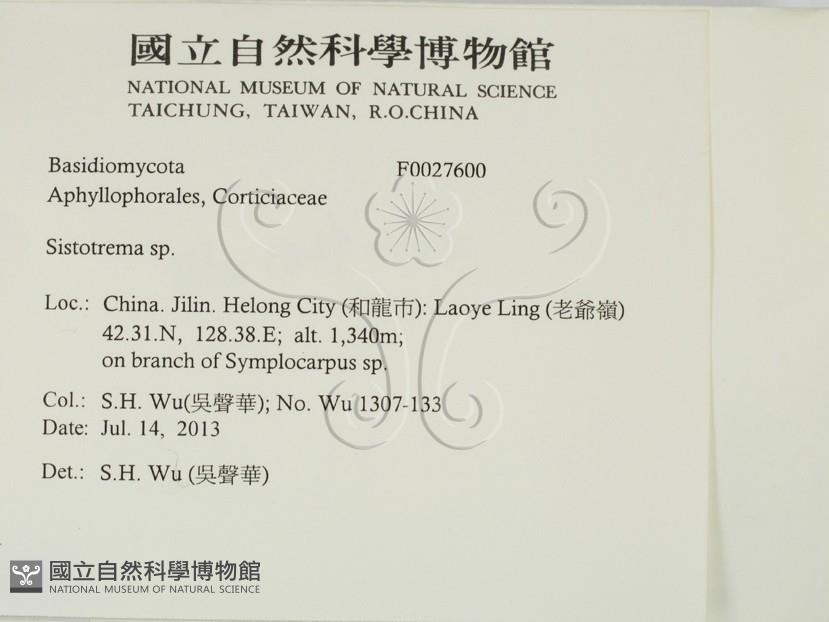 國立自然科學博物館
NATIONAL MUSEUM OF NATURAL SCIENCE
TAICHUNG, TAIWAN, R.O.CHINA
Basidiomycota F0027600
Aphyllophorales, Corticiaceae
Sistotrema sp.
Loc.: China. Jilin. Helong City (和龍市): Laoye Ling (老爺嶺)
42.31.N, 128.38.E; alt. 1,340m;
on branch of Symplocarpus sp.
Col.: S.H. Wu(吳聲華); No. Wu 1307-133
Date: Jul. 14, 2013
Det.: S.H. Wu (吳聲華)
國立自然科學博物館
NATIONAL MUSEUM OF NATURAL SCIENCE